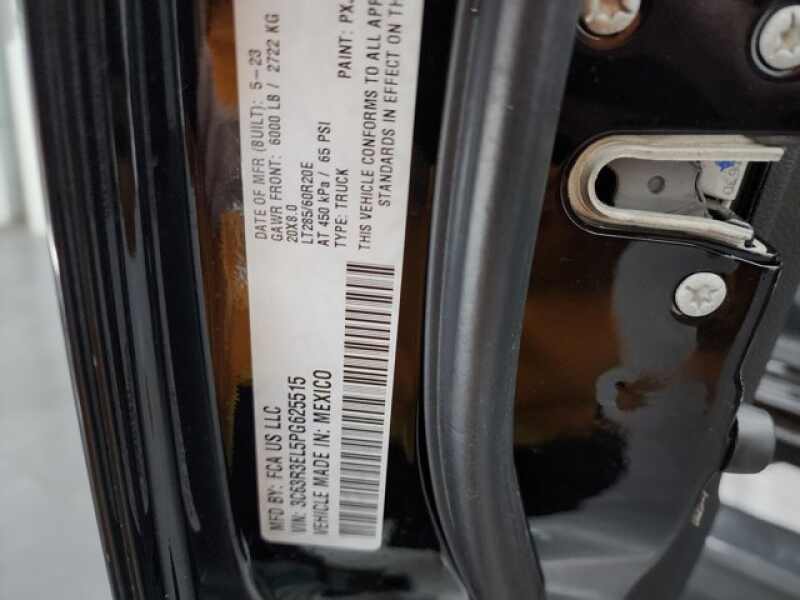 MFD BY: FCA US LLC
DATE OF MFR (BUILT): 5-23
GAWR FRONT: 6000 LB / 2722 KG
20X8.0
LT285/60R20E
AT 450 kPa / 65 PSI
TYPE: TRUCK
PAINT: PXJ
THIS VEHICLE CONFORMS TO ALL APP
STANDARDS IN EFFECT ON TH
VIN: 3C63R3EL5PG625515
VEHICLE MADE IN: MEXICO